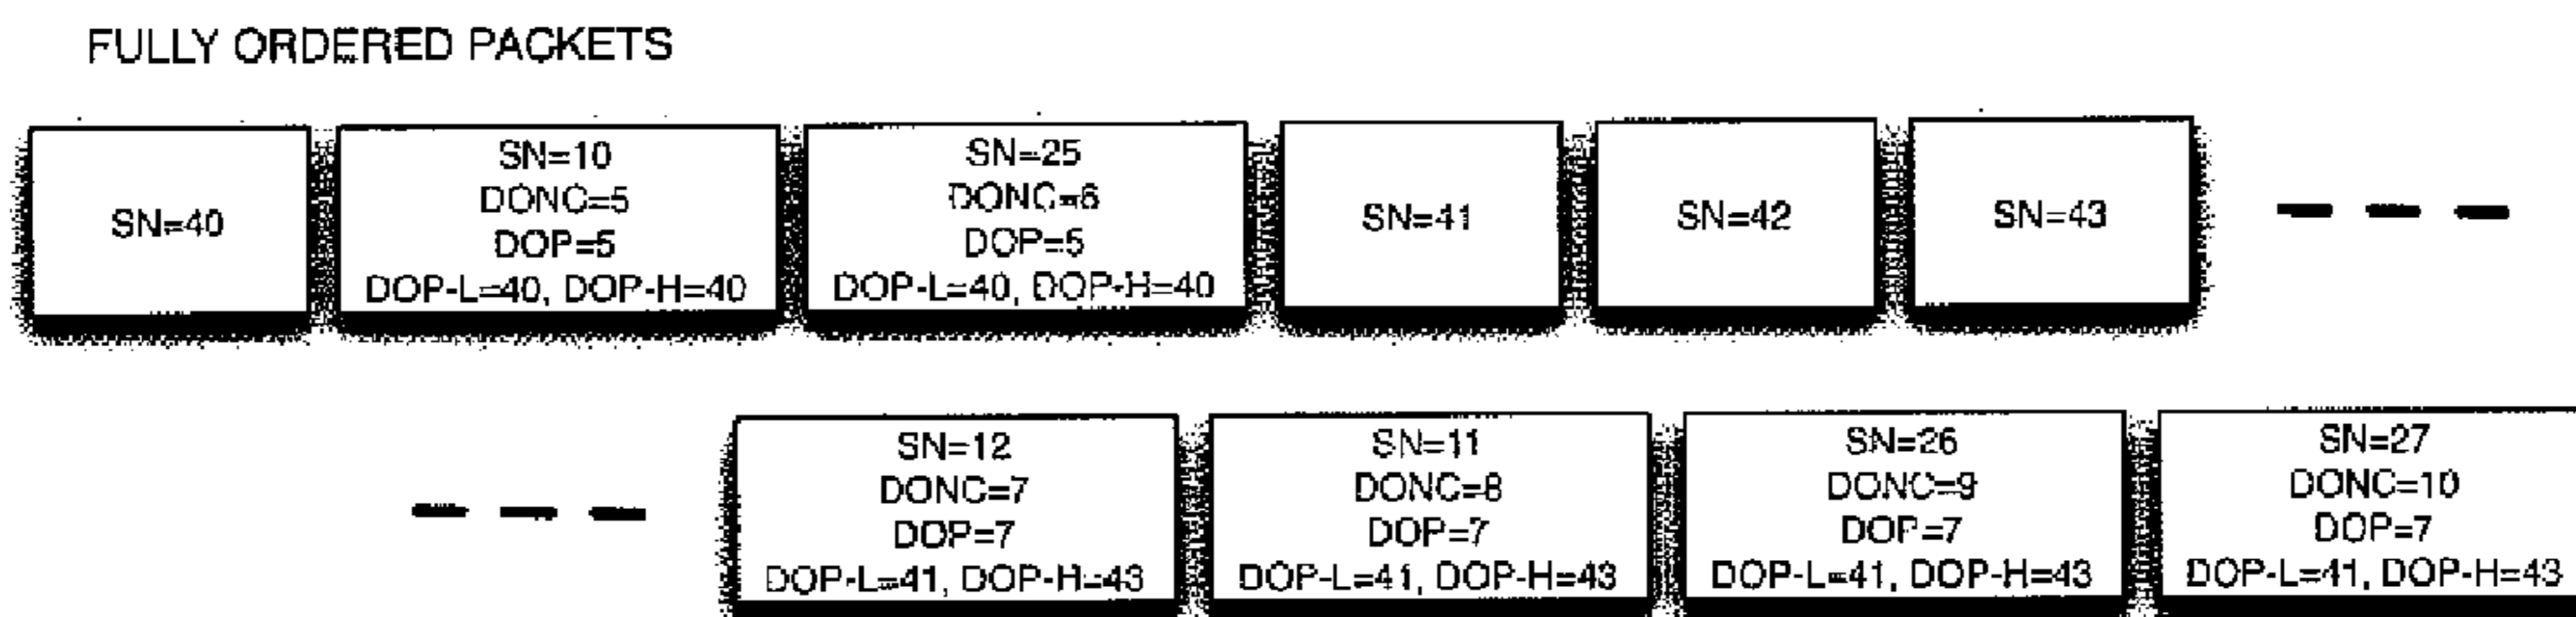 FULLY ORDERED PACKETS
SN=40
SN=10
DONC=5
DOP=5
DOP-L=40, DOP-H=40
SN=25
DONC=6
DOP=5
DOP-L=40, DOP-H=40
SN=41
SN=42
SN=43
SN=12
DONC=7
DOP=7
DOP-L=41, DOP-H=43
SN=11
DONC=8
DOP=7
DOP-L=41, DOP-H=43
SN=26
DONC=9
DOP=7
DOP-L=41, DOP-H=43
SN=27
DONC=10
DOP=7
DOP-L=41, DOP-H=43